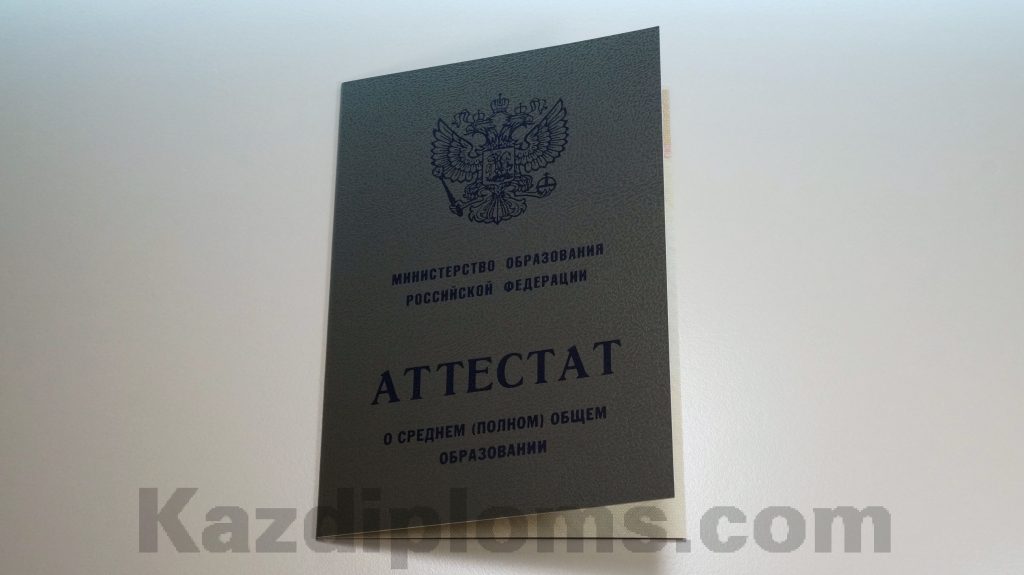 МИНИСТЕРСТВО ОБРАЗОВАНИЯ
РОССИЙСКОЙ ФЕДЕРАЦИИ
АТТЕСТАТ
О СРЕДНЕМ (ПОЛНОМ) ОБЩЕМ
ОБРАЗОВАНИИ
Kazdiploms.com